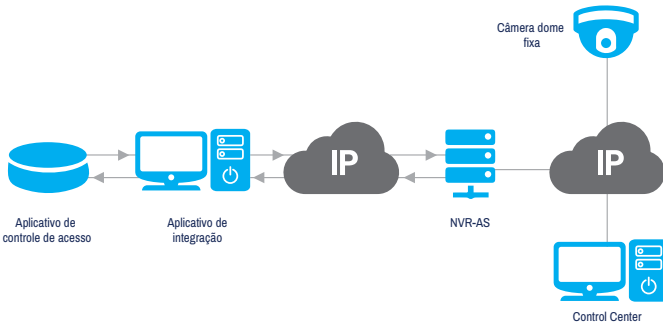 Câmera dome
fixa
IP
IP
Aplicativo de
controle de acesso
Aplicativo de
integração
NVR-AS
Control Center